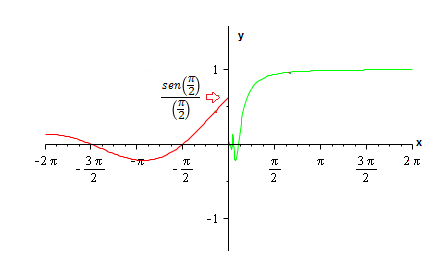 y
1
sen(π/2)
(π/2)
x
-2 π
- 3 π/2
- π
- π/2
π/2
π
3 π/2
2 π
-1